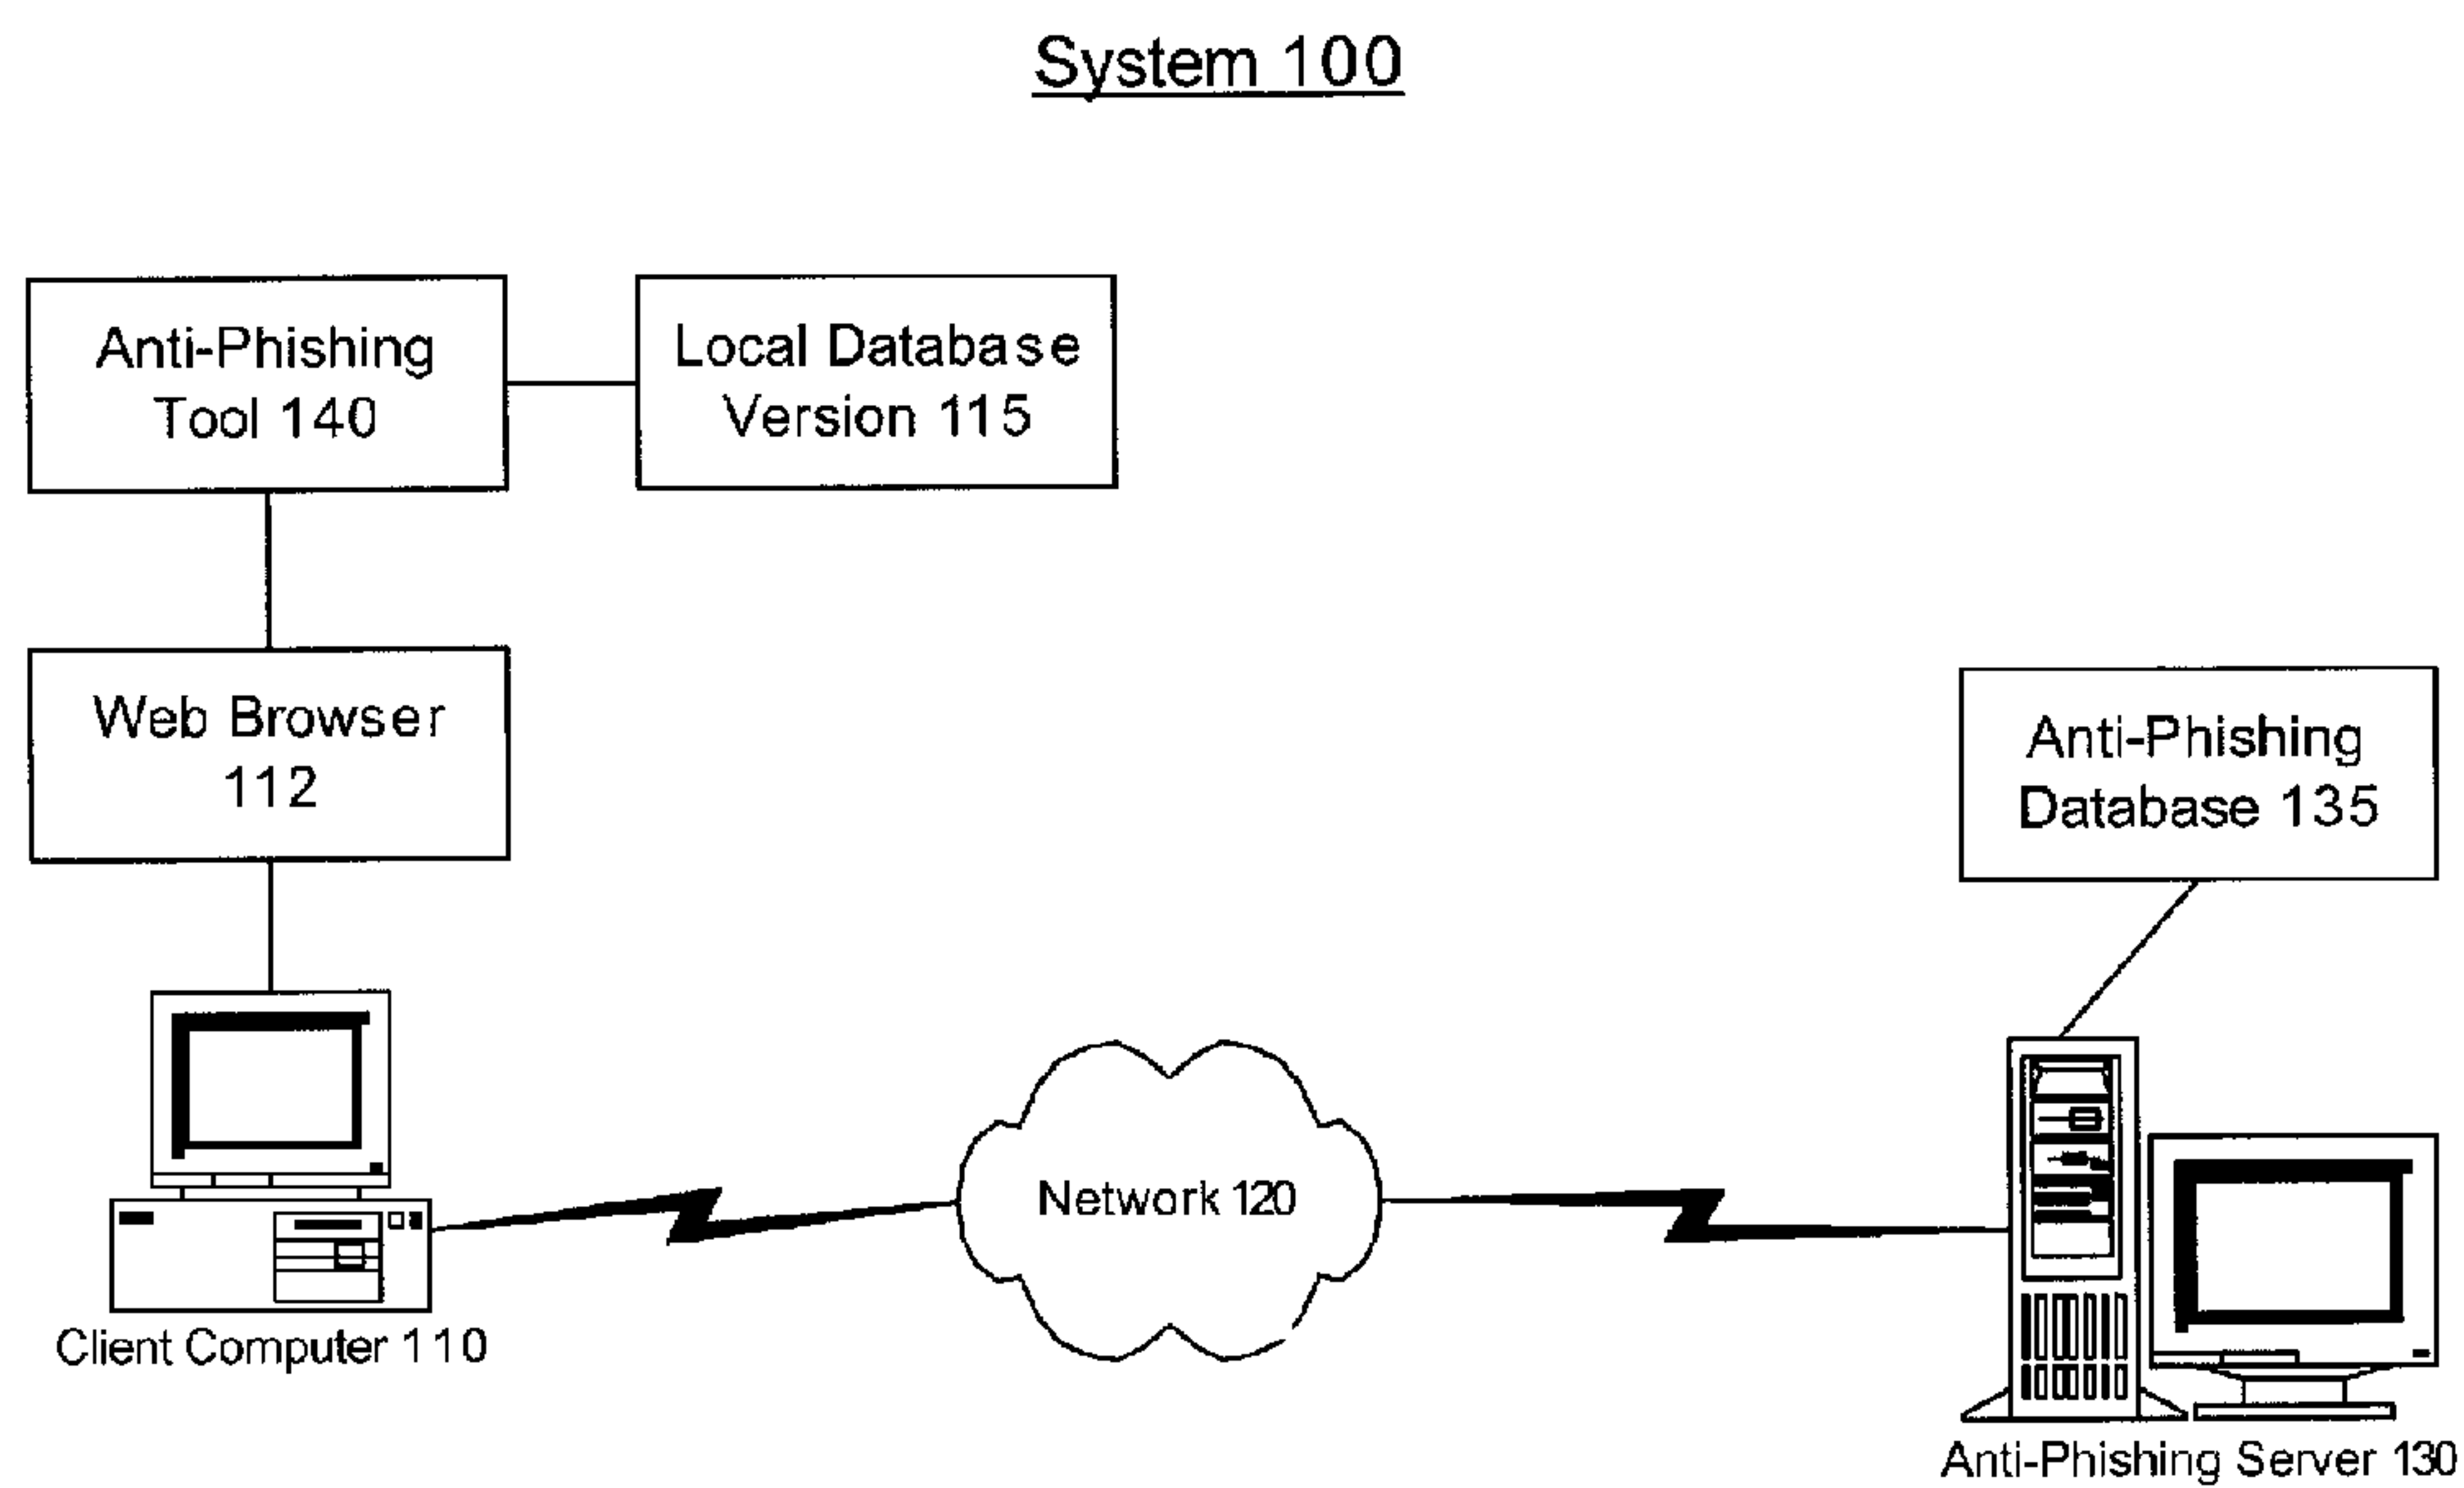 System 100
Anti-Phishing
Tool 140
Local Database
Version 115
Web Browser
112
Anti-Phishing
Database 135
Network 120
Client Computer 110
Anti-Phishing Server 130